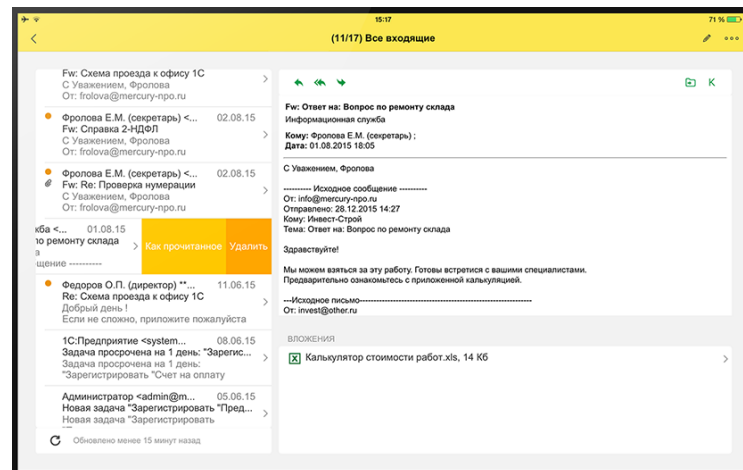 15:17
71 %
(11/17) Все входящие
Fw: Схема проезда к офису 1С
С Уважением, Фролова
От: frolova@mercury-npo.ru
Фролова Е.М. (секретарь) <... 02.08.15
Fw: Справка 2-НДФЛ
С Уважением, Фролова
От: frolova@mercury-npo.ru
Фролова Е.М. (секретарь) <... 02.08.15
Fw: Re: Проверка нумерации
С Уважением, Фролова
От: frolova@mercury-npo.ru
кба <... 01.08.15
по ремонту склада
а
щение ----------
Как прочитанное Удалить
Федоров О.П. (директор) "... 11.06.15
Re: Схема проезда к офису 1С
Добрый день !
Если не сложно, приложите пожалуйста
1С:Предприятие <system... 08.06.15
Задача просрочена на 1 день: "Зарегис...
Задача просрочена на 1 день:
"Зарегистрировать "Счет на оплату
Администратор <admin@m... 05.06.15
Новая задача "Зарегистрировать "Пред...
Новая задача "Зарегистрировать
Обновлено менее 15 минут назад
К
Fw: Ответ на: Вопрос по ремонту склада
Информационная служба
Кому: Фролова Е.М. (секретарь) ;
Дата: 01.08.2015 18:05
С Уважением, Фролова
---------- Исходное сообщение ----------
От: info@mercury-npo.ru
Отправлено: 28.12.2015 14:27
Кому: Инвест-Строй
Тема: Ответ на: Вопрос по ремонту склада
Здравствуйте!
Мы можем взяться за эту работу. Готовы встретися с вашими специалистами.
Предварительно ознакомьтесь с приложенной калькуляцией.
---Исходное письмо---------------------------------------------------
От: invest@other.ru
ВЛОЖЕНИЯ
Калькулятор стоимости работ.xls, 14 Кб